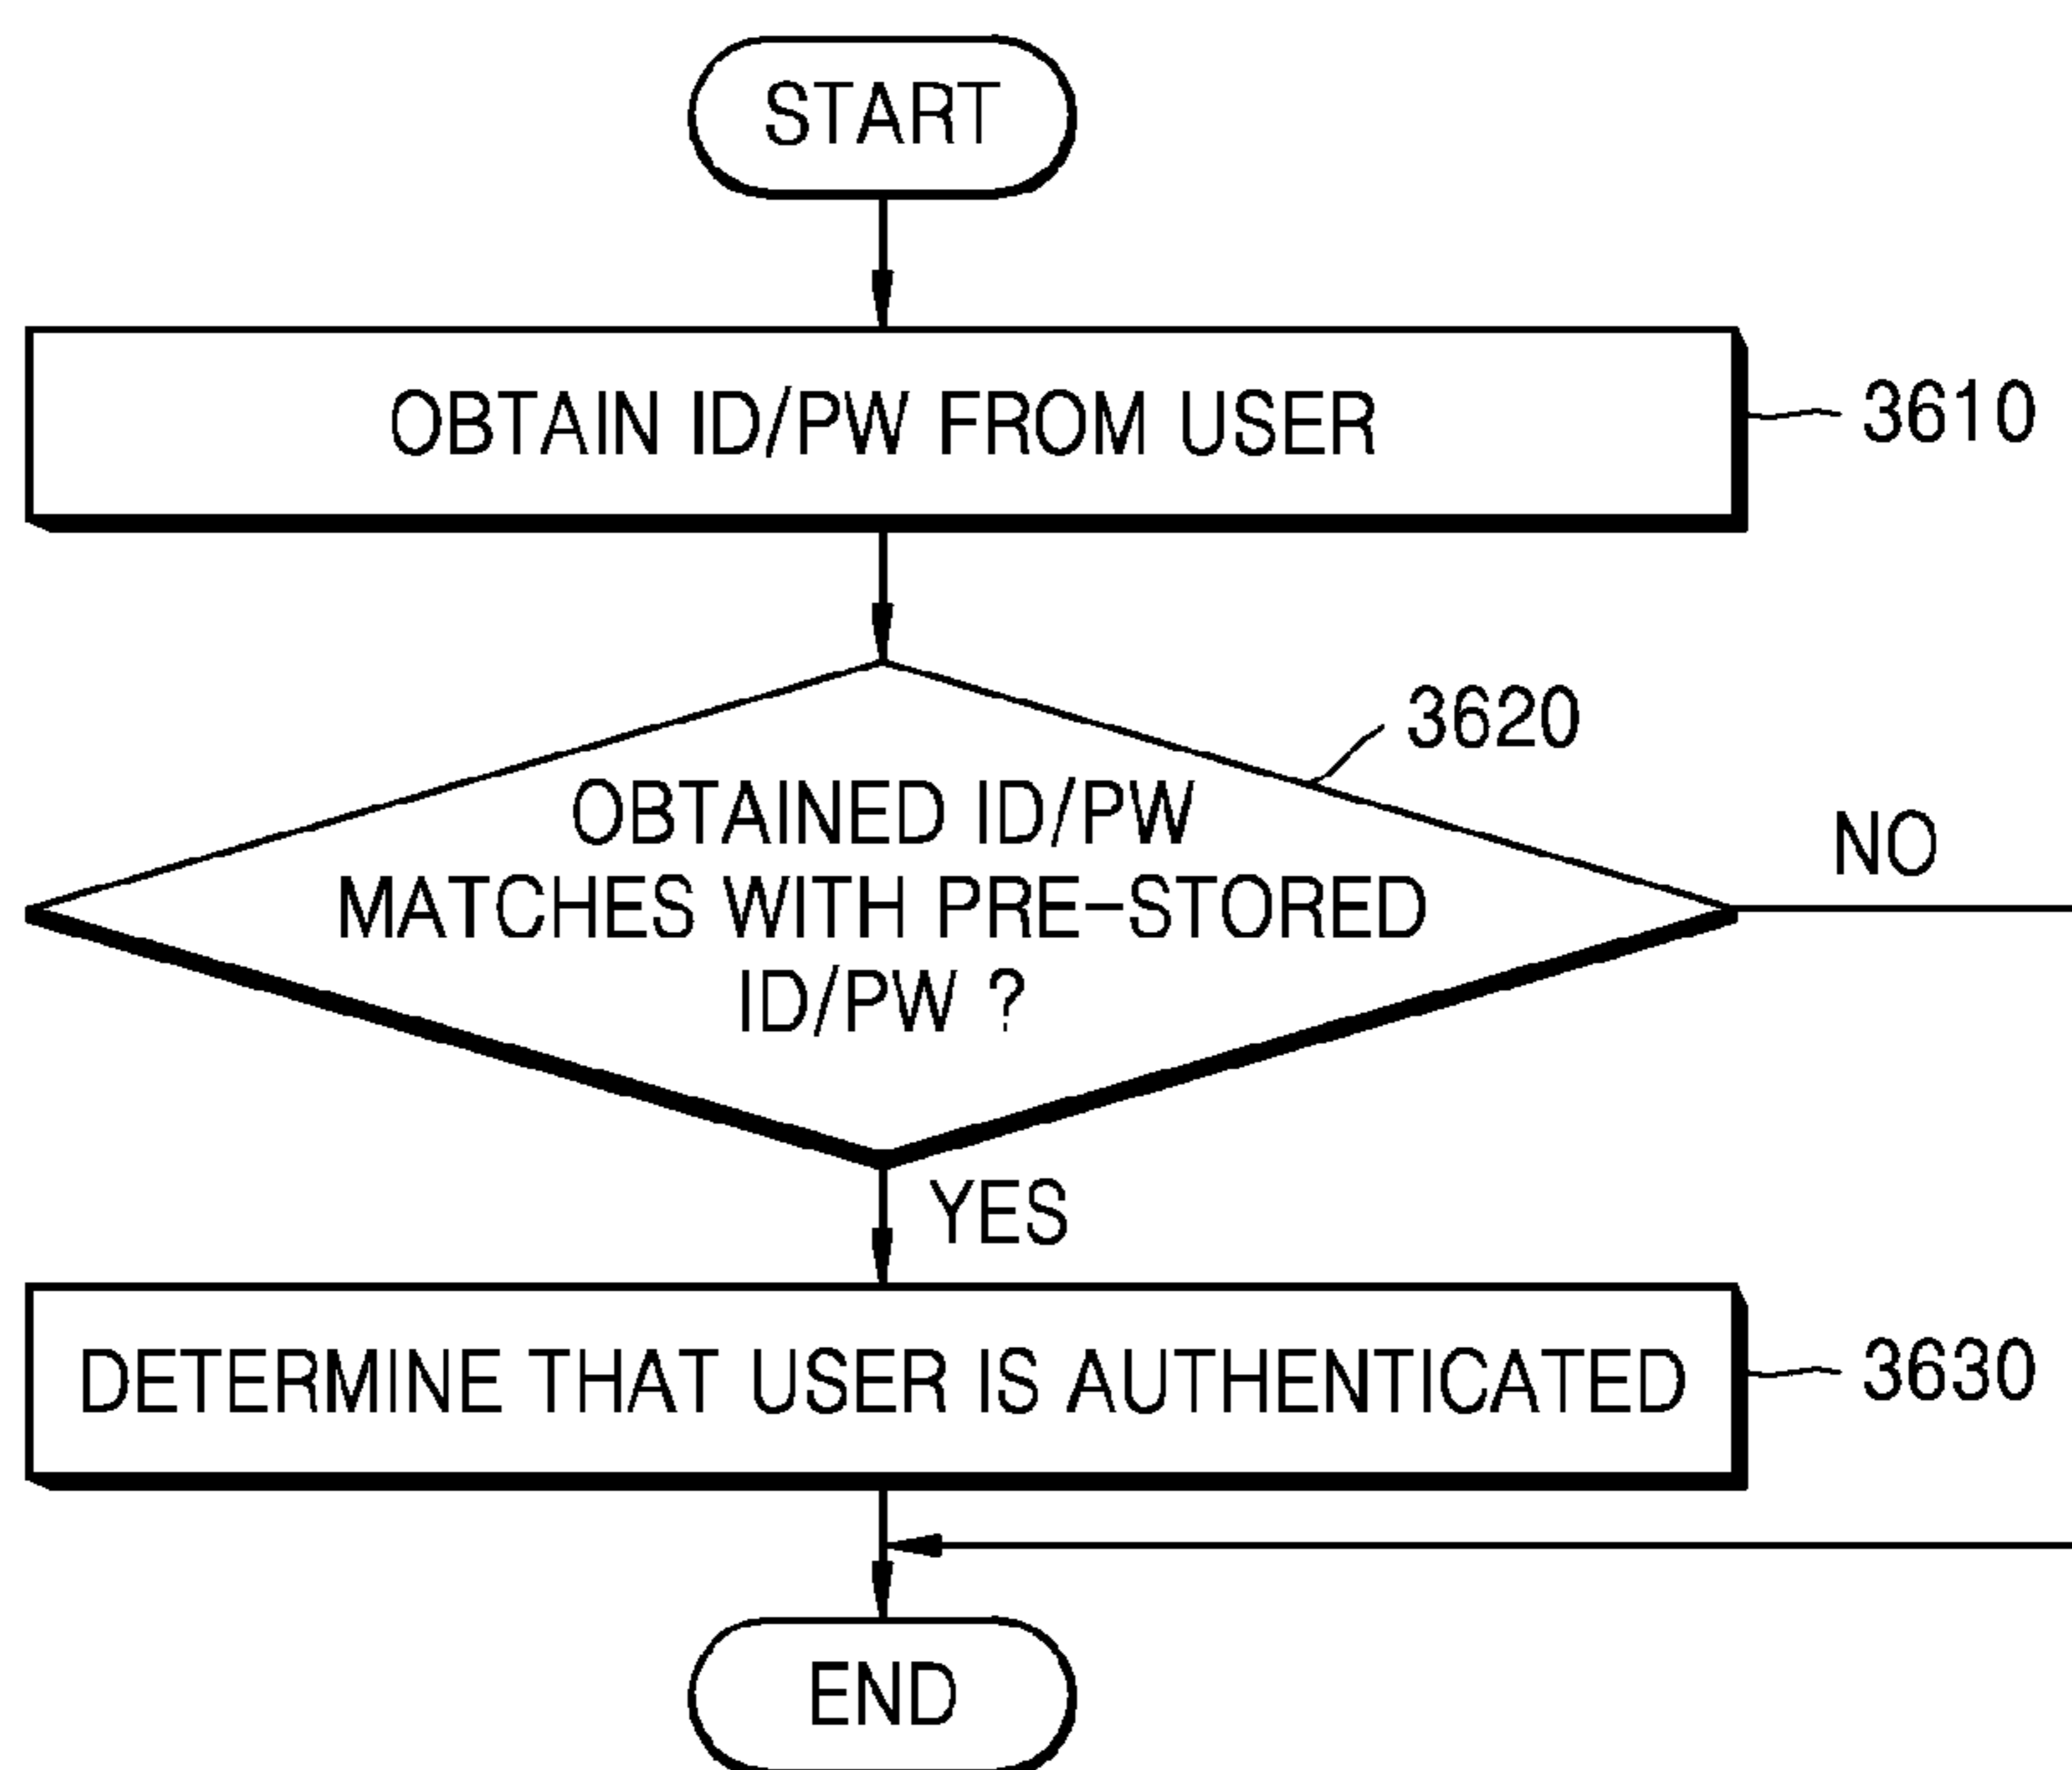 START
OBTAIN ID/PW FROM USER
3610
3620
OBTAINED ID/PW
MATCHES WITH PRE-STORED
ID/PW ?
NO
YES
DETERMINE THAT USER IS AUTHENTICATED
3630
END